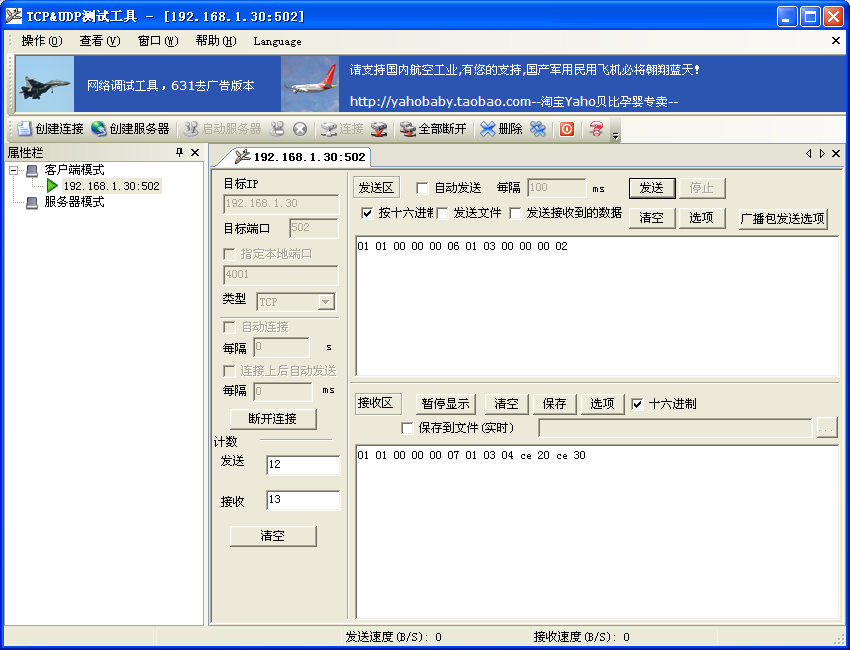 TCP&UDP测试工具 - [192.168.1.30:502]
操作(O) 查看(V) 窗口(W) 帮助(H) Language
网络调试工具，631去广告版本
请支持国内航空工业,有您的支持,国产军用民用飞机必将翱翔蓝天!
http://yahobaby.taobao.com--淘宝Yaho贝比孕婴专卖--
创建连接 创建服务器 启动服务器 连接 全部断开 删除
属性栏
客户端模式
192.168.1.30:502
服务器模式
192.168.1.30:502
目标IP
192.168.1.30
目标端口 502
指定本地端口
4001
类型 TCP
自动连接
每隔 0 s
连接上后自动发送
每隔 0 ms
断开连接
计数
发送 12
接收 13
清空
发送区 自动发送 每隔 100 ms 发送 停止
按十六进制 发送文件 发送接收到的数据 清空 选项 广播包发送选项
01 01 00 00 00 06 01 03 00 00 00 02
接收区 暂停显示 清空 保存 选项 十六进制
保存到文件(实时) ...
01 01 00 00 00 07 01 03 04 ce 20 ce 30
发送速度(B/S): 0 接收速度(B/S): 0